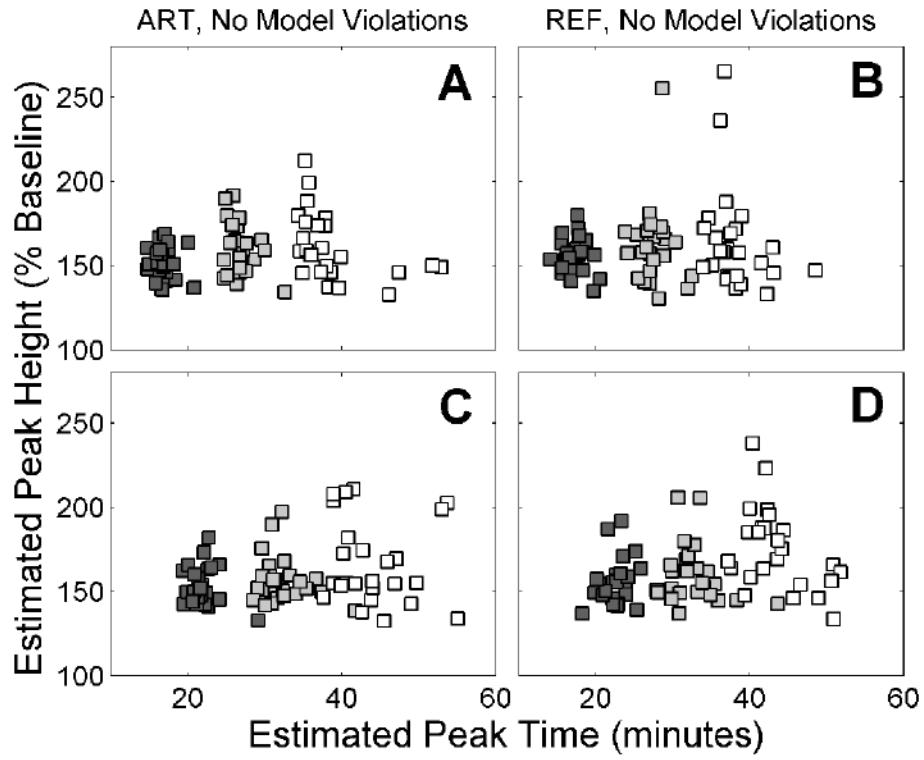 ART, No Model Violations
REF, No Model Violations
Estimated Peak Height (% Baseline)
A
B
250
200
150
100
C
D
250
200
150
100
20
40
60
20
40
60
Estimated Peak Time (minutes)